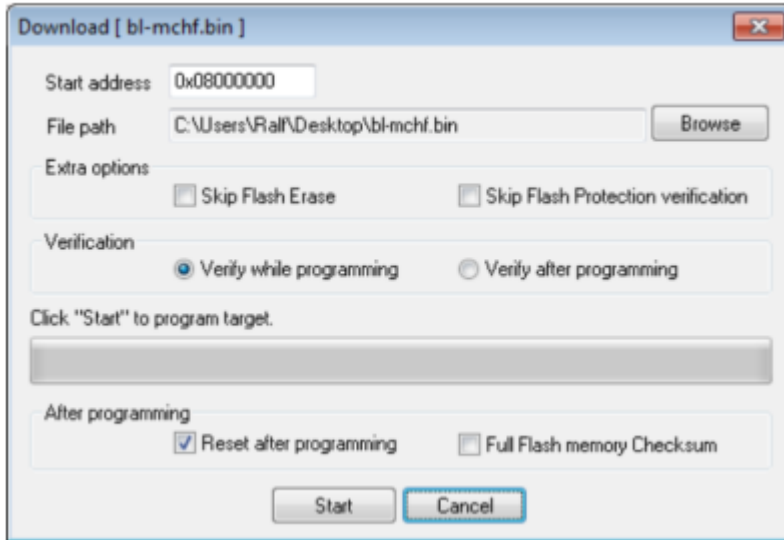 Download [ bl-mchf.bin ]
Start address 0x08000000
File path C:\Users\Ralf\Desktop\bl-mchf.bin Browse
Extra options
Skip Flash Erase Skip Flash Protection verification
Verification
Verify while programming Verify after programming
Click "Start" to program target.
After programming
Reset after programming Full Flash memory Checksum
Start Cancel